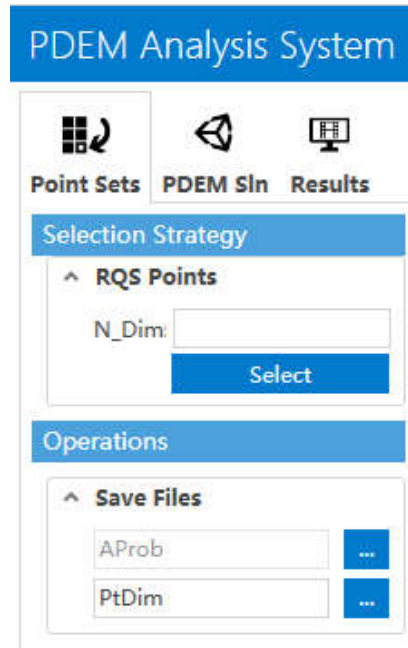 PDEM Analysis System
Point Sets PDEM Sln Results
Selection Strategy
RQS Points
N_Dim:
Select
Operations
Save Files
AProb ...
PtDim ...